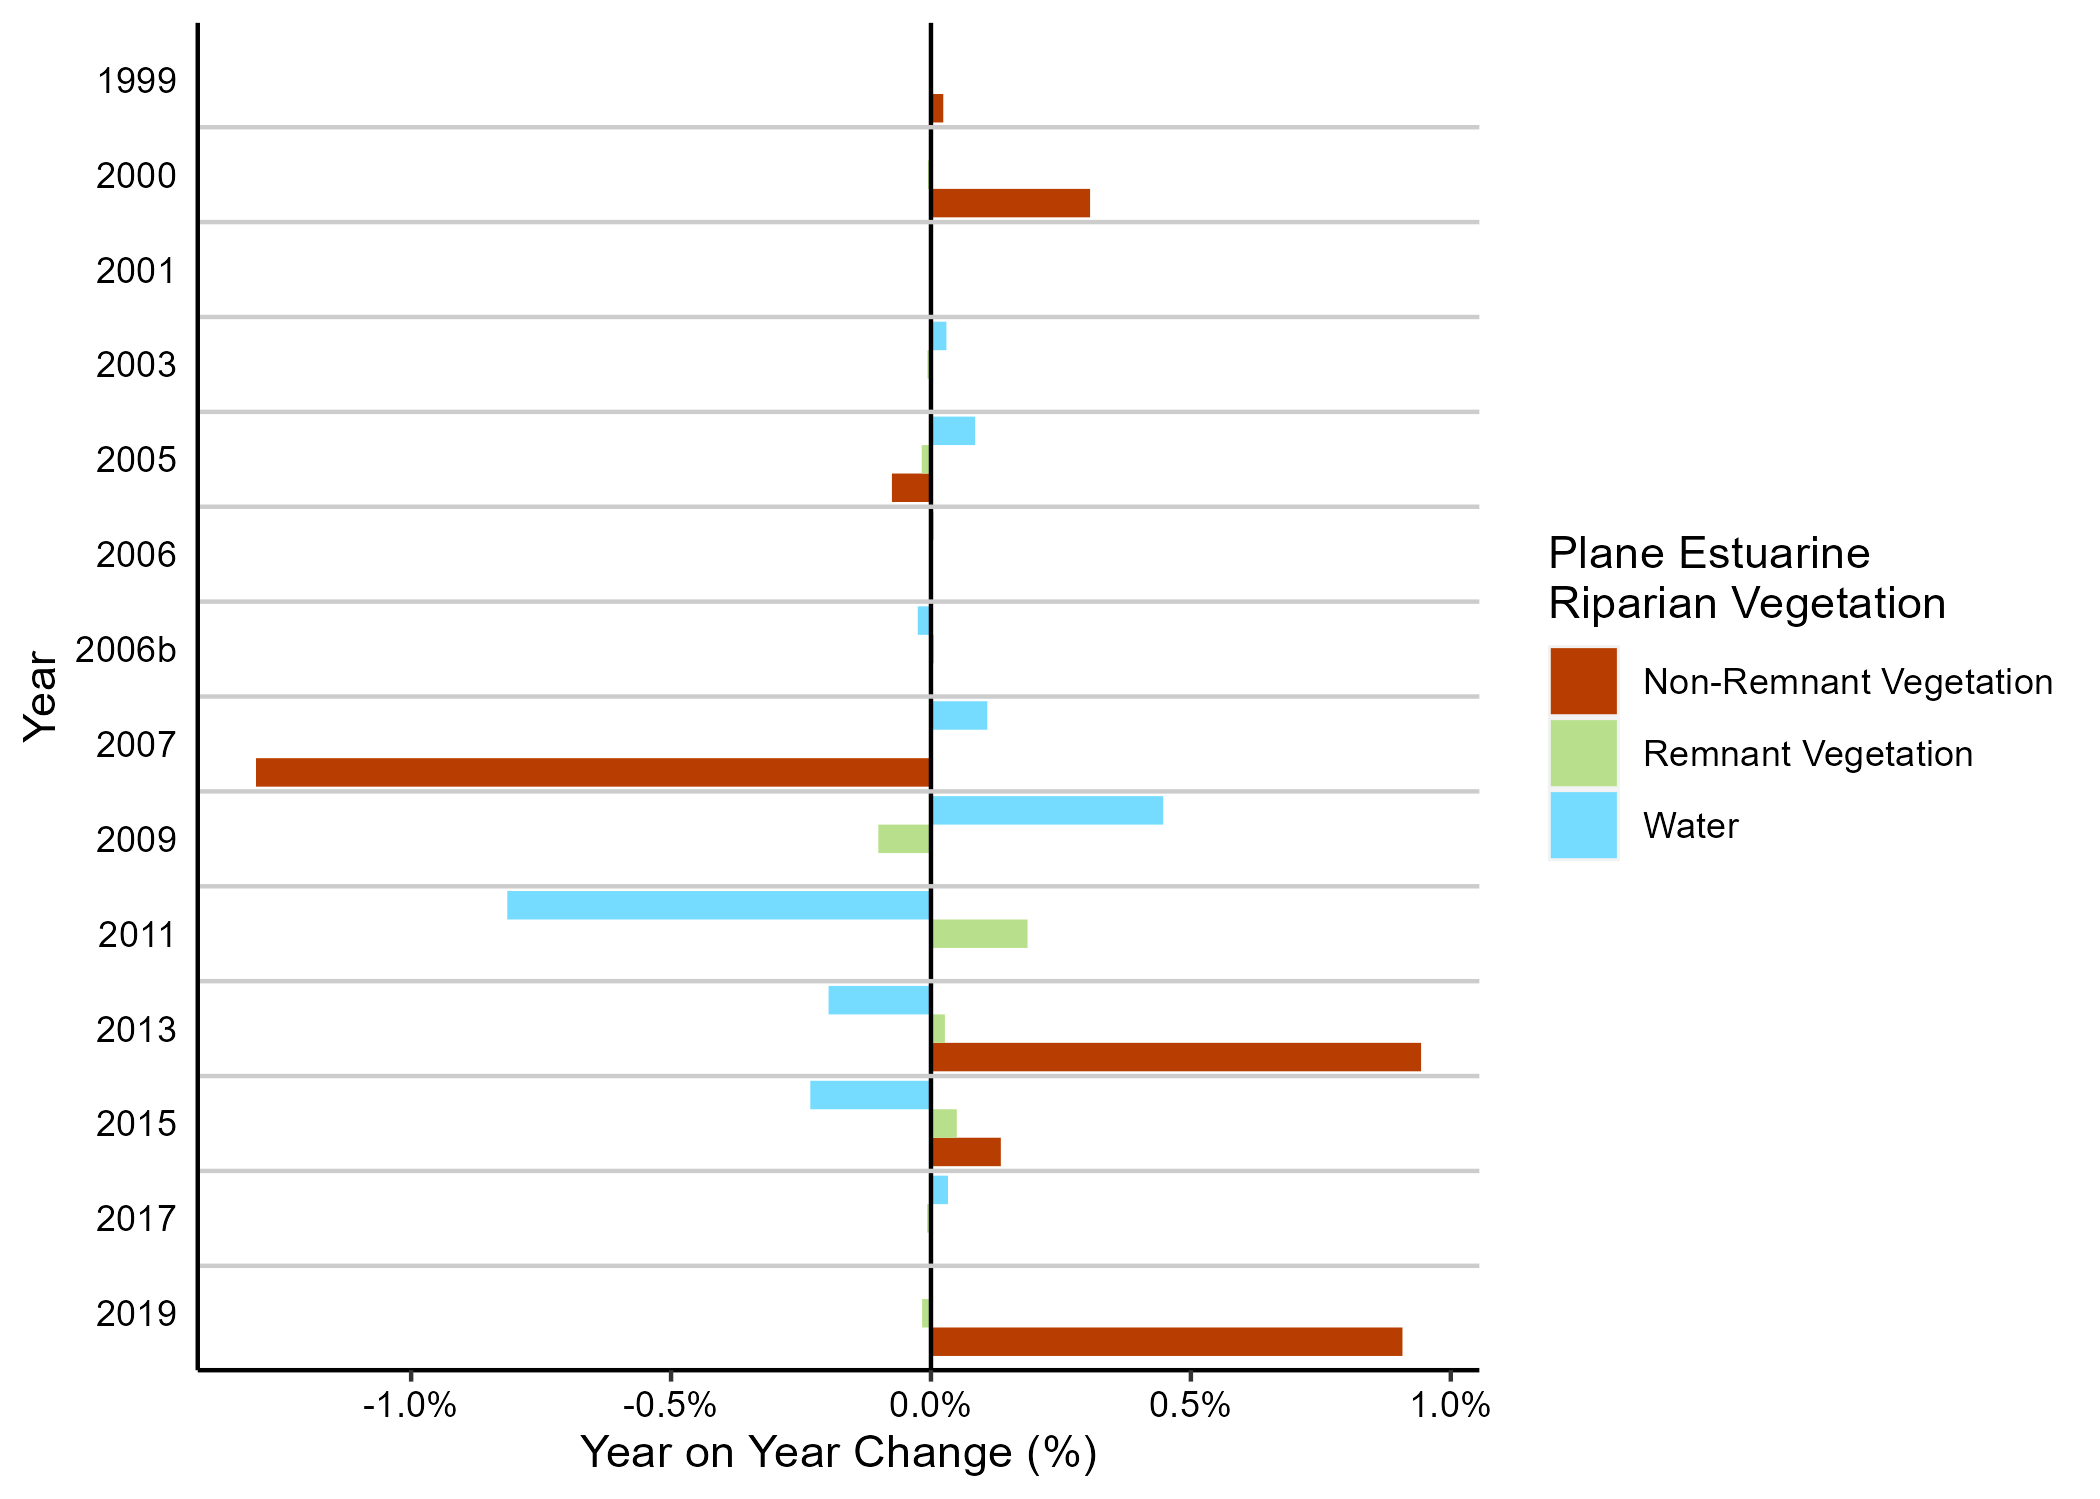 1999
2000
2001
2003
2005
2006
2006b
2007
2009
2011
2013
2015
2017
2019
Year
-1.0%
-0.5%
0.0%
0.5%
1.0%
Year on Year Change (%)
Plane Estuarine
Riparian Vegetation
Non-Remnant Vegetation
Remnant Vegetation
Water